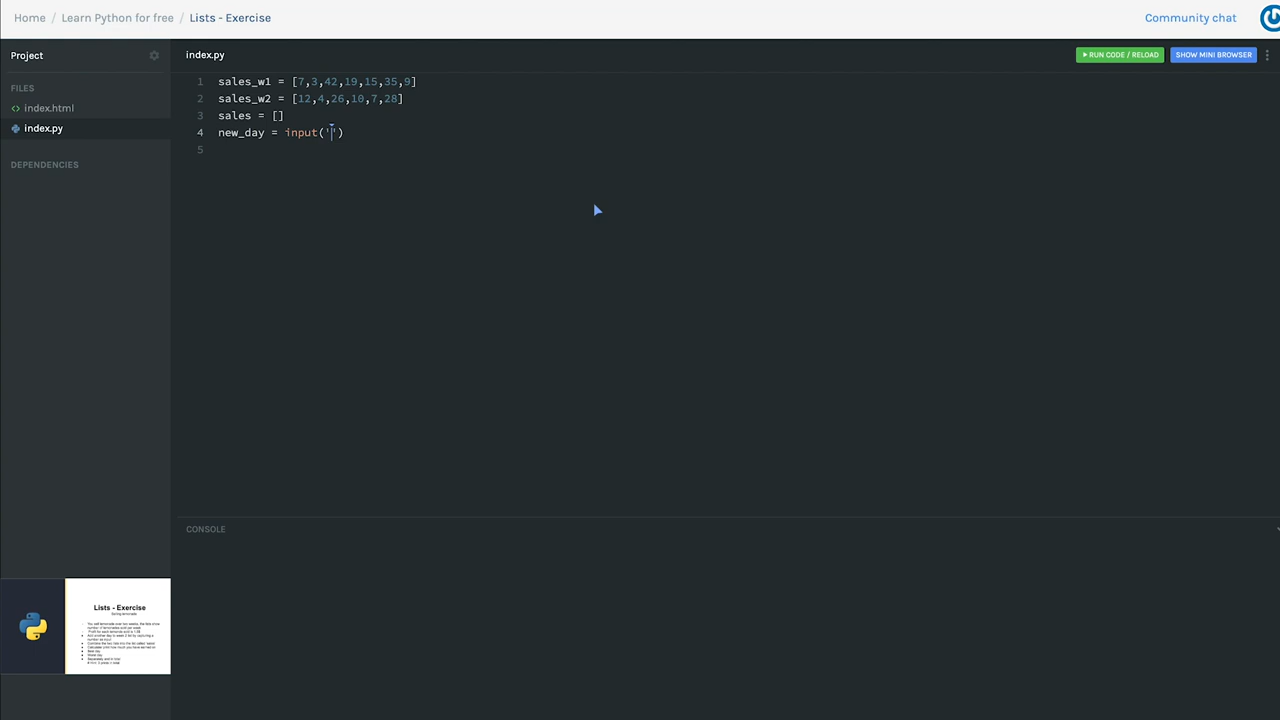 Home / Learn Python for free / Lists - Exercise
Community chat
Project
index.py
RUN CODE / RELOAD
SHOW MINI BROWSER
FILES
index.html
index.py
DEPENDENCIES
1 sales_w1 = [7,3,42,19,15,35,9]
2 sales_w2 = [12,4,26,10,7,28]
3 sales = []
4 new_day = input('')
5
CONSOLE
Lists - Exercise